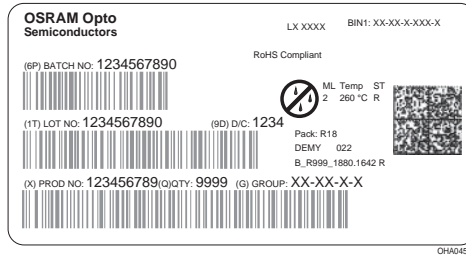 OSRAM Opto
Semiconductors
LX XXXX
BIN1: XX-XX-X-XXX-X
RoHS Compliant
(6P) BATCH NO: 1234567890
ML Temp ST
2 260 °C R
(1T) LOT NO: 1234567890
(9D) D/C: 1234
Pack: R18
DEMY 022
B_R999_1880.1642 R
(X) PROD NO: 123456789(Q)QTY: 9999 (G) GROUP: XX-XX-X-X